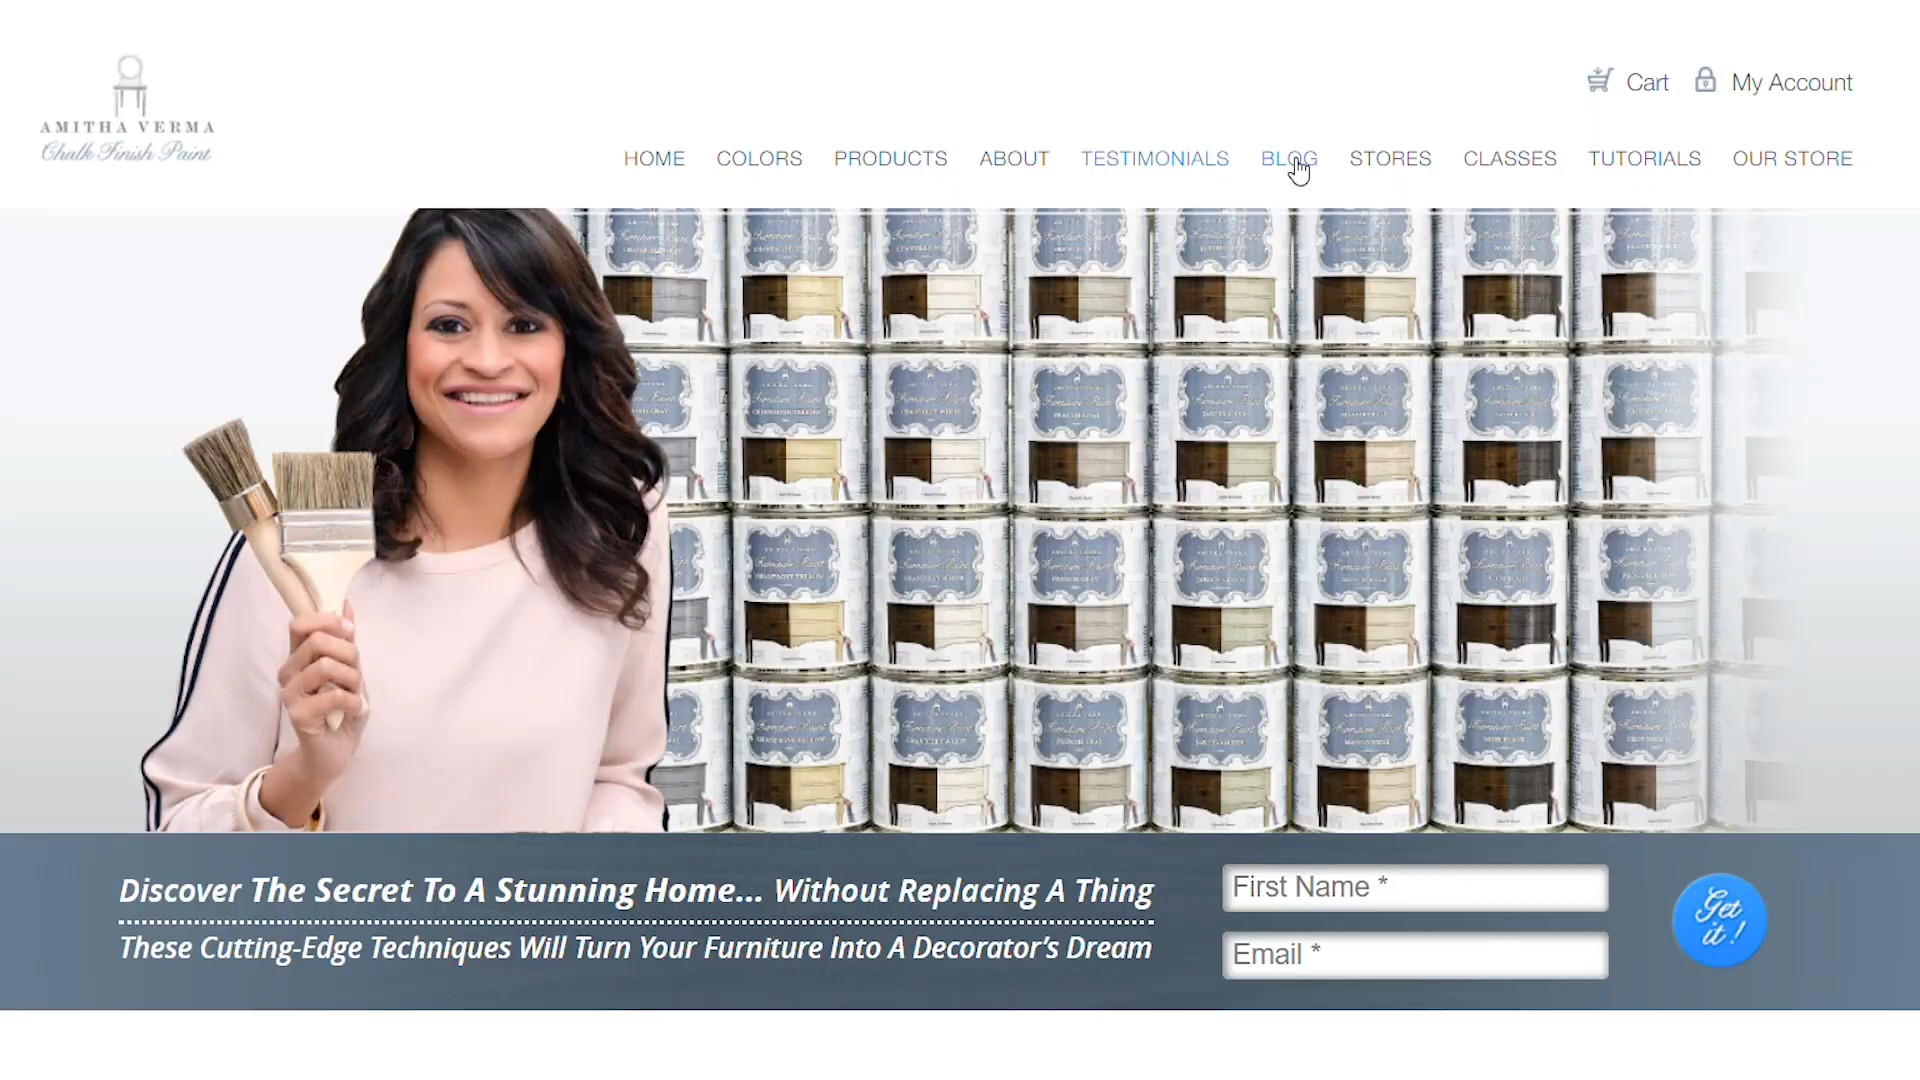 AMITHA VERMA
Chalk Finish Paint
Cart
My Account
HOME
COLORS
PRODUCTS
ABOUT
TESTIMONIALS
BLOG
STORES
CLASSES
TUTORIALS
OUR STORE
Discover The Secret To A Stunning Home... Without Replacing A Thing
These Cutting-Edge Techniques Will Turn Your Furniture Into A Decorator's Dream
First Name *
Email *
Get
it!